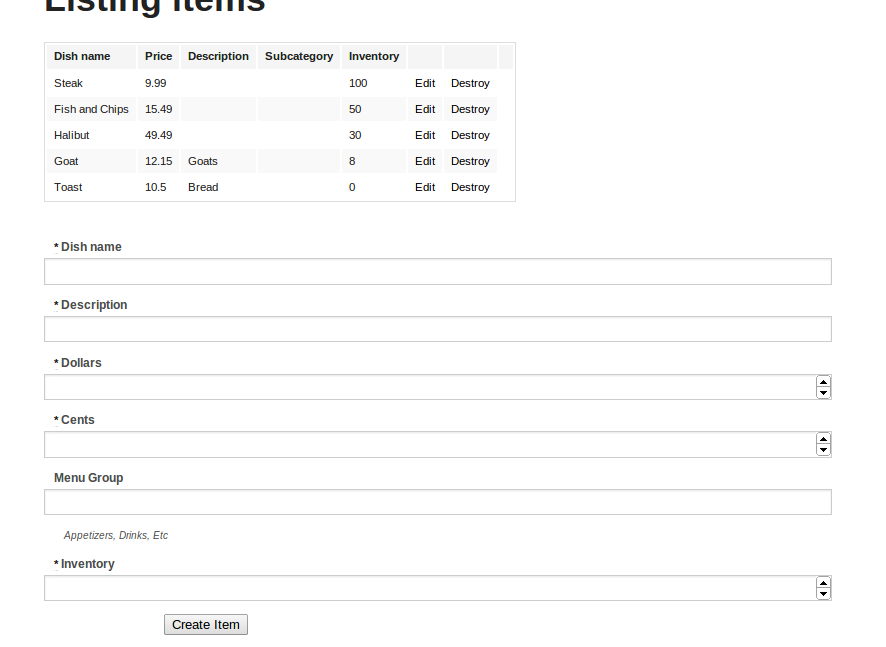 Listing items
Dish name Price Description Subcategory Inventory
Steak 9.99 100 Edit Destroy
Fish and Chips 15.49 50 Edit Destroy
Halibut 49.49 30 Edit Destroy
Goat 12.15 Goats 8 Edit Destroy
Toast 10.5 Bread 0 Edit Destroy
* Dish name
* Description
* Dollars
* Cents
Menu Group
Appetizers, Drinks, Etc
* Inventory
Create Item